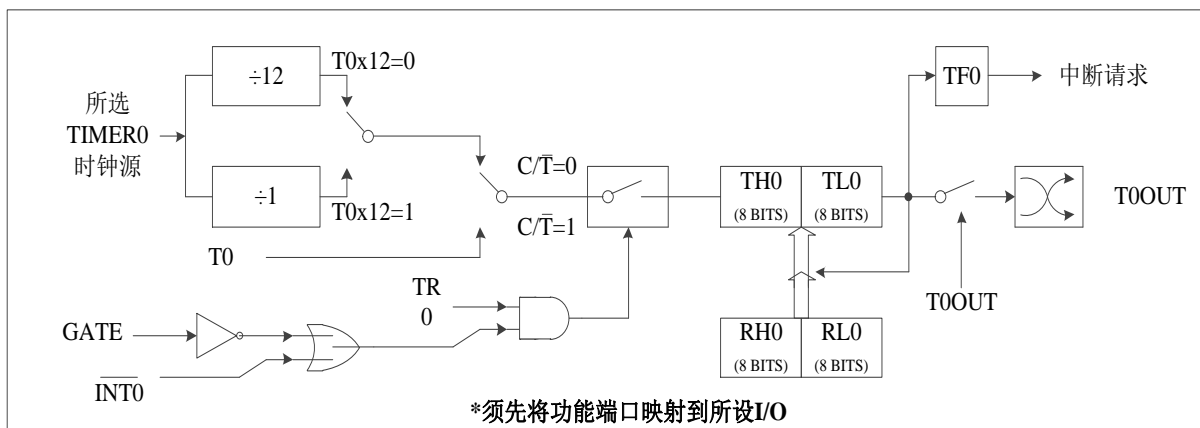 ÷12
T0x12=0
所选
TIMER0
时钟源
÷1
T0x12=1
T0
C/T̅=0
C/T̅=1
TR
0
GATE
I̅N̅T̅0̅
TH0
(8 BITS)
TL0
(8 BITS)
RH0
(8 BITS)
RL0
(8 BITS)
TF0
中断请求
T0OUT
T0OUT
*须先将功能端口映射到所设I/O